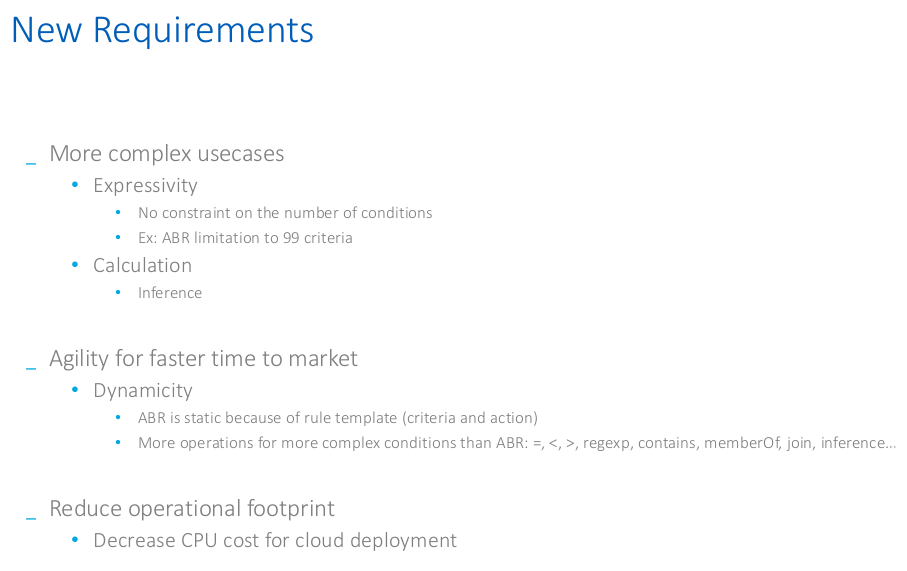 New Requirements
_ More complex usecases
• Expressivity
• No constraint on the number of conditions
• Ex: ABR limitation to 99 criteria
• Calculation
• Inference
_ Agility for faster time to market
• Dynamicity
• ABR is static because of rule template (criteria and action)
• More operations for more complex conditions than ABR: =, <, >, regexp, contains, memberOf, join, inference…
_ Reduce operational footprint
• Decrease CPU cost for cloud deployment